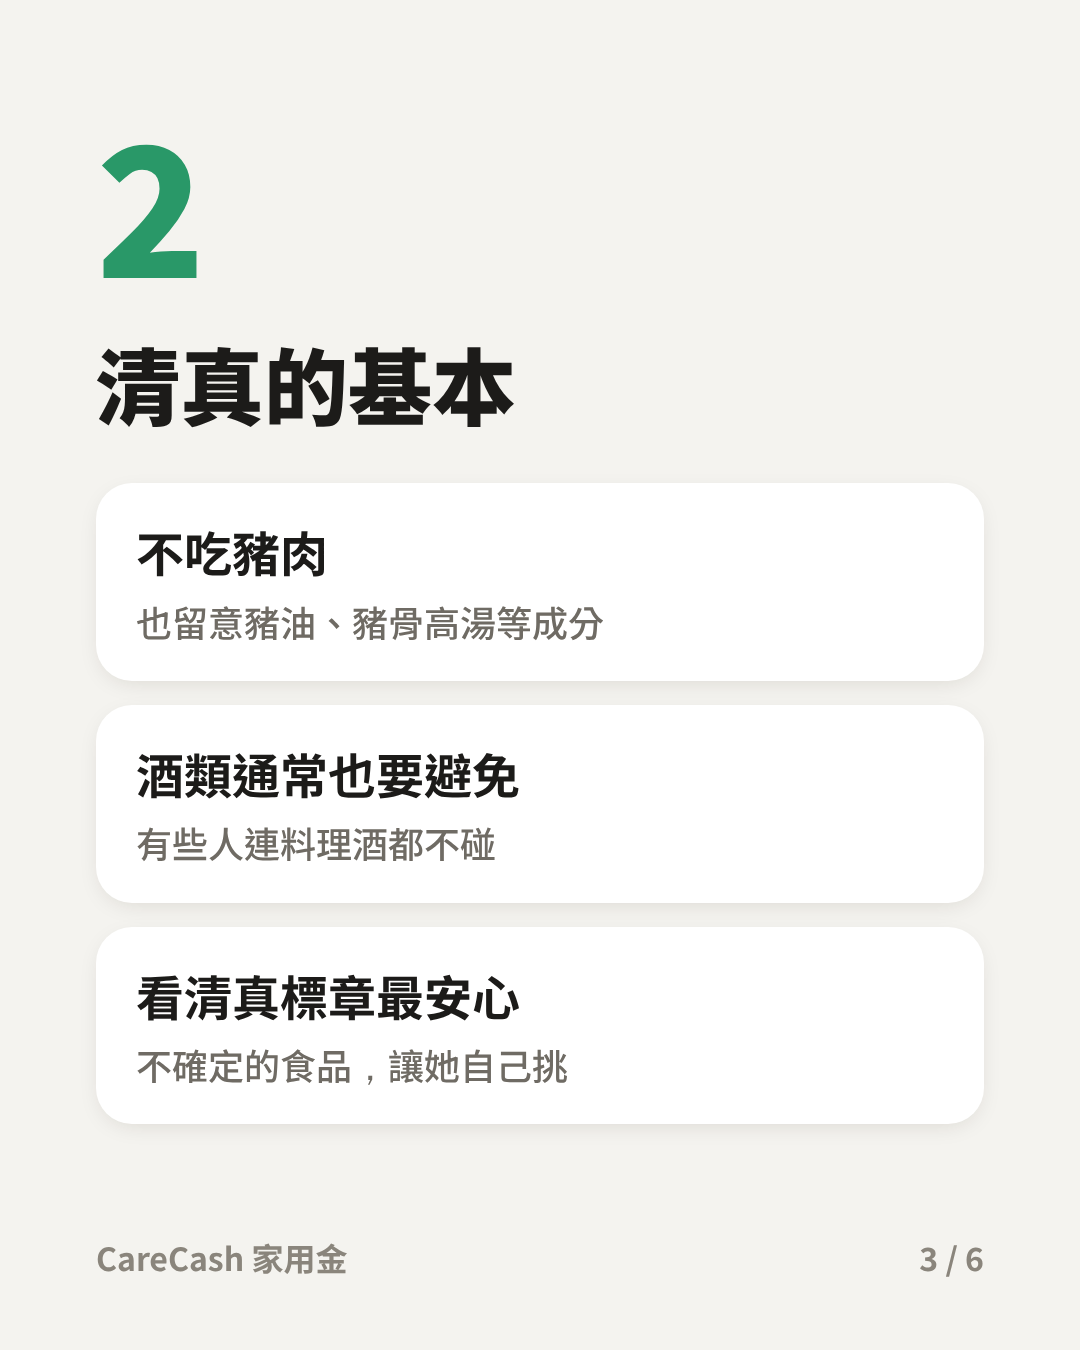 2
清真的基本
不吃豬肉
也留意豬油、豬骨高湯等成分
酒類通常也要避免
有些人連料理酒都不碰
看清真標章最安心
不確定的食品，讓她自己挑
CareCash 家用金
3 / 6